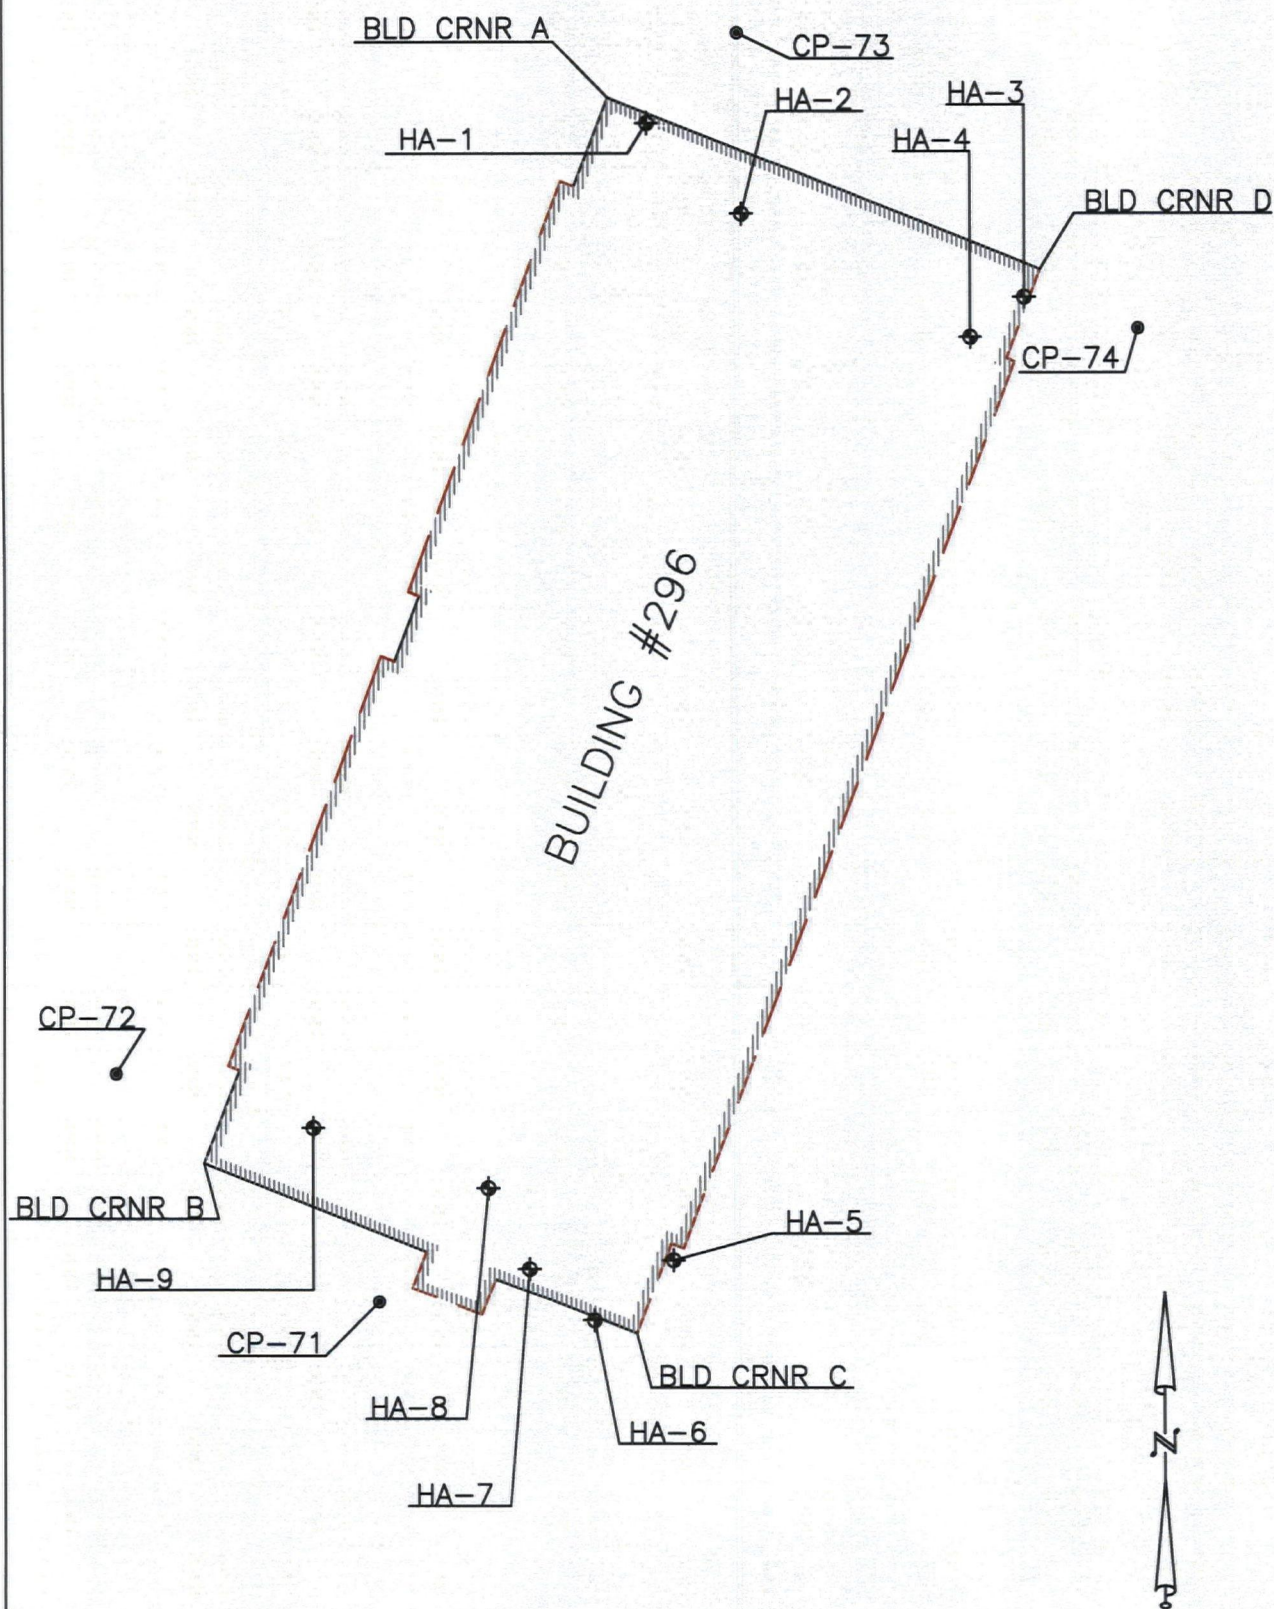 BLD CRNR A
CP-73
HA-2
HA-3
HA-1
HA-4
BLD CRNR D
CP-74
BUILDING #296
CP-72
BLD CRNR B
HA-5
HA-9
CP-71
BLD CRNR C
HA-8
HA-6
HA-7
N